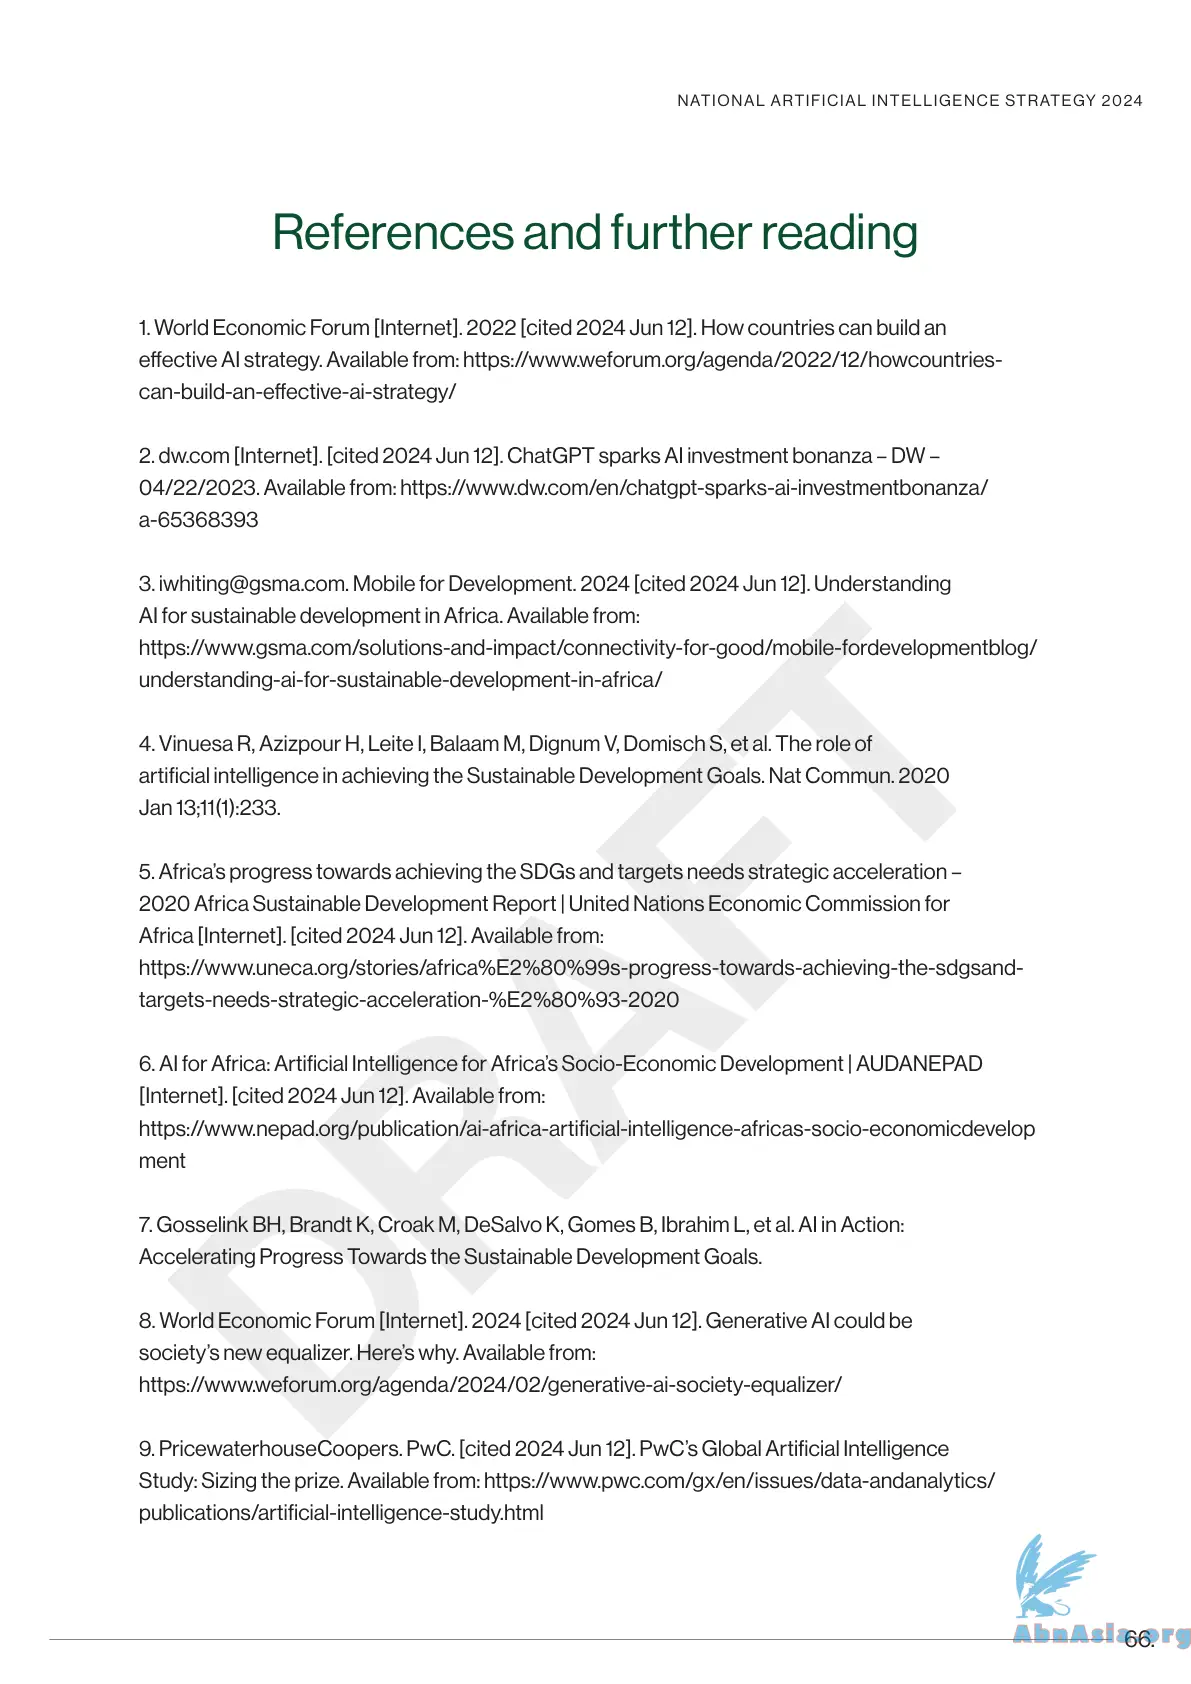 NATIONAL ARTIFICIAL INTELLIGENCE STRATEGY 2024
References and further reading
1. World Economic Forum [Internet]. 2022 [cited 2024 Jun 12]. How countries can build an
effective AI strategy. Available from: https://www.weforum.org/agenda/2022/12/howcountries-
can-build-an-effective-ai-strategy/
2. dw.com [Internet]. [cited 2024 Jun 12]. ChatGPT sparks AI investment bonanza – DW –
04/22/2023. Available from: https://www.dw.com/en/chatgpt-sparks-ai-investmentbonanza/
a-65368393
3. iwhiting@gsma.com. Mobile for Development. 2024 [cited 2024 Jun 12]. Understanding
AI for sustainable development in Africa. Available from:
https://www.gsma.com/solutions-and-impact/connectivity-for-good/mobile-fordevelopmentblog/
understanding-ai-for-sustainable-development-in-africa/
4. Vinuesa R, Azizpour H, Leite I, Balaam M, Dignum V, Domisch S, et al. The role of
artificial intelligence in achieving the Sustainable Development Goals. Nat Commun. 2020
Jan 13;11(1):233.
5. Africa’s progress towards achieving the SDGs and targets needs strategic acceleration –
2020 Africa Sustainable Development Report | United Nations Economic Commission for
Africa [Internet]. [cited 2024 Jun 12]. Available from:
https://www.uneca.org/stories/africa%E2%80%99s-progress-towards-achieving-the-sdgsand-
targets-needs-strategic-acceleration-%E2%80%93-2020
6. AI for Africa: Artificial Intelligence for Africa’s Socio-Economic Development | AUDANEPAD
[Internet]. [cited 2024 Jun 12]. Available from:
https://www.nepad.org/publication/ai-africa-artificial-intelligence-africas-socio-economicdevelop
ment
7. Gosselink BH, Brandt K, Croak M, DeSalvo K, Gomes B, Ibrahim L, et al. AI in Action:
Accelerating Progress Towards the Sustainable Development Goals.
8. World Economic Forum [Internet]. 2024 [cited 2024 Jun 12]. Generative AI could be
society’s new equalizer. Here’s why. Available from:
https://www.weforum.org/agenda/2024/02/generative-ai-society-equalizer/
9. PricewaterhouseCoopers. PwC. [cited 2024 Jun 12]. PwC’s Global Artificial Intelligence
Study: Sizing the prize. Available from: https://www.pwc.com/gx/en/issues/data-andanalytics/
publications/artificial-intelligence-study.html
DRAFT
AbnAsia.org
66.